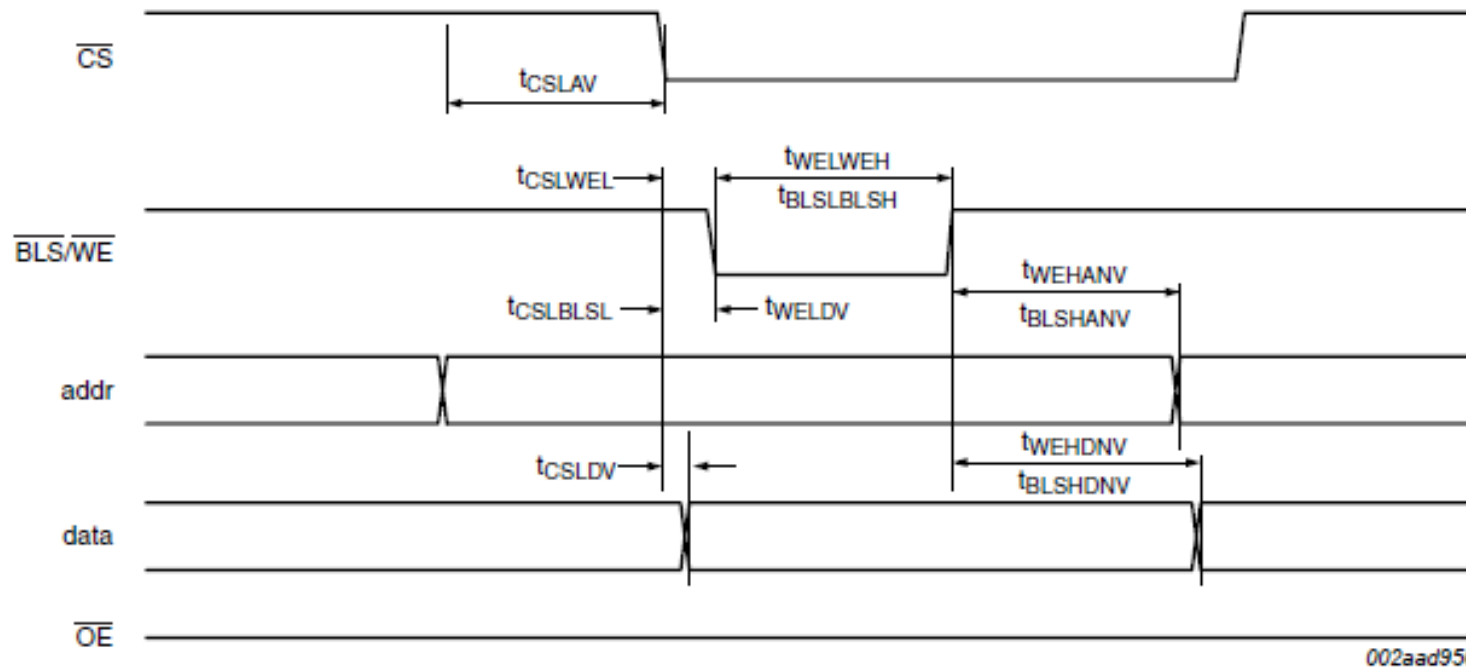 CS
tCSLAV
tWELWEH
tCSLWEL
tBLSLBLSH
BLS/WE
tWEHANV
tCSLBLSL
tWELDV
tBLSHANV
addr
tWEHDNV
tCSLDV
tBLSHDNV
data
OE